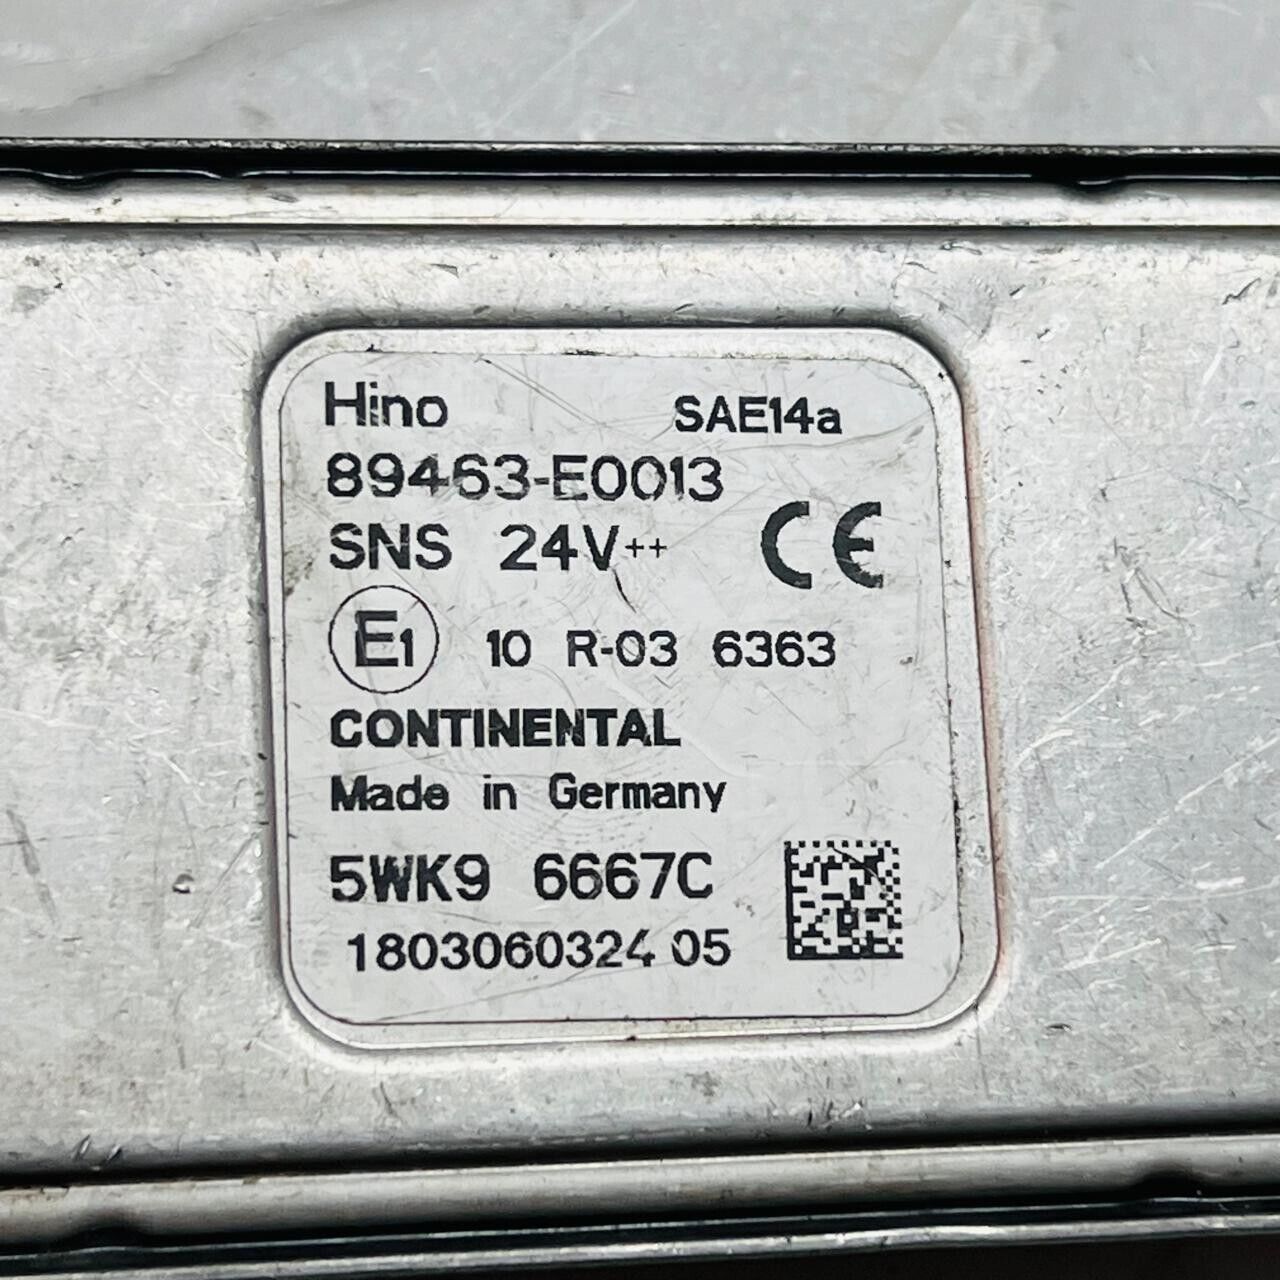 Hino SAE14a
89463-E0013
SNS 24V++ CE
E1 10 R-03 6363
CONTINENTAL
Made in Germany
5WK9 6667C
1803060324 05